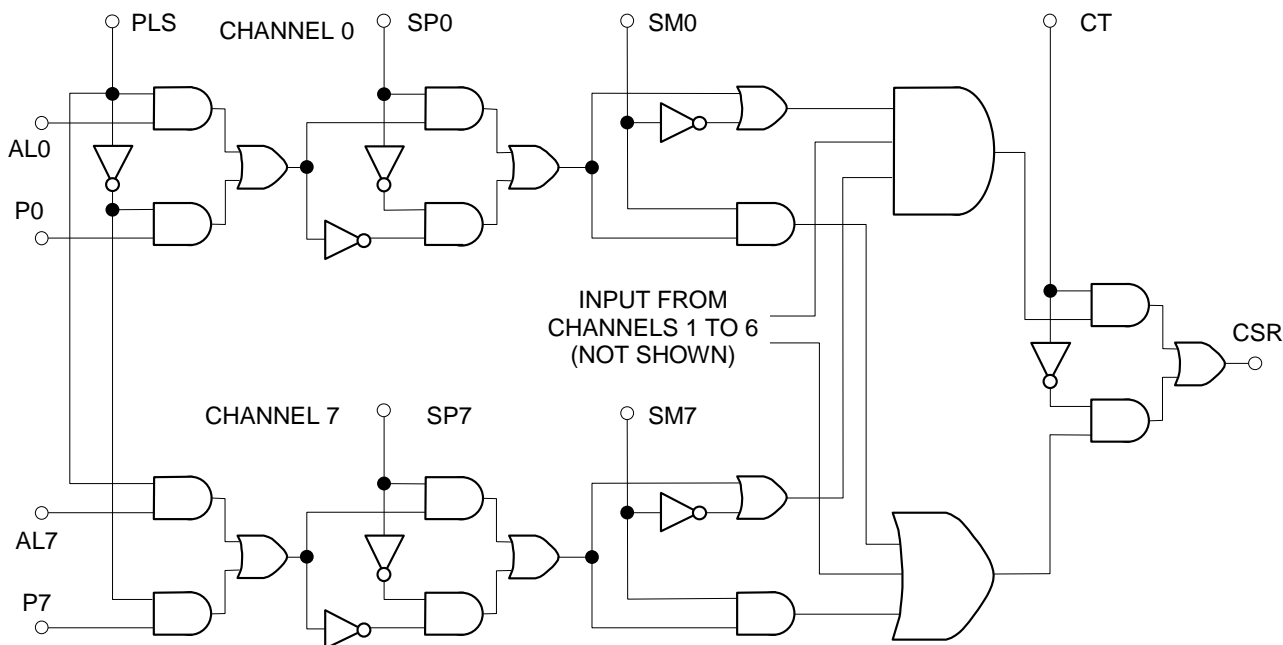 PLS
CHANNEL 0
SP0
SM0
CT
AL0
P0
INPUT FROM
CHANNELS 1 TO 6
(NOT SHOWN)
CSR
CHANNEL 7
SP7
SM7
AL7
P7